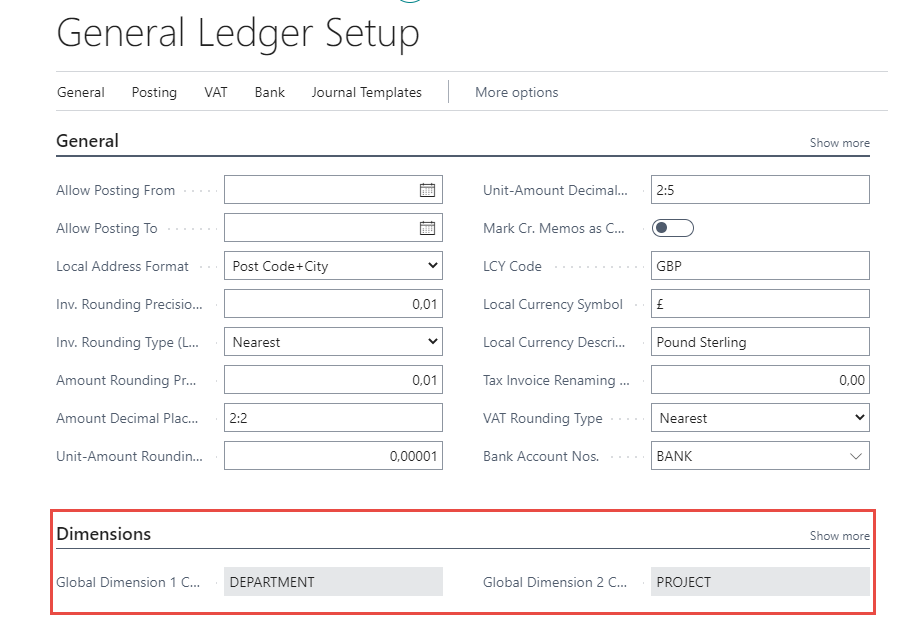 General Ledger Setup
General Posting VAT Bank Journal Templates More options
General Show more
Allow Posting From
Unit-Amount Decimal... 2:5
Allow Posting To
Mark Cr. Memos as C...
Local Address Format Post Code+City
LCY Code GBP
Inv. Rounding Precisio... 0,01
Local Currency Symbol £
Inv. Rounding Type (L... Nearest
Local Currency Descri... Pound Sterling
Amount Rounding Pr... 0,01
Tax Invoice Renaming ... 0,00
Amount Decimal Plac... 2:2
VAT Rounding Type Nearest
Unit-Amount Roundin... 0,00001
Bank Account Nos. BANK
Dimensions Show more
Global Dimension 1 C... DEPARTMENT
Global Dimension 2 C... PROJECT